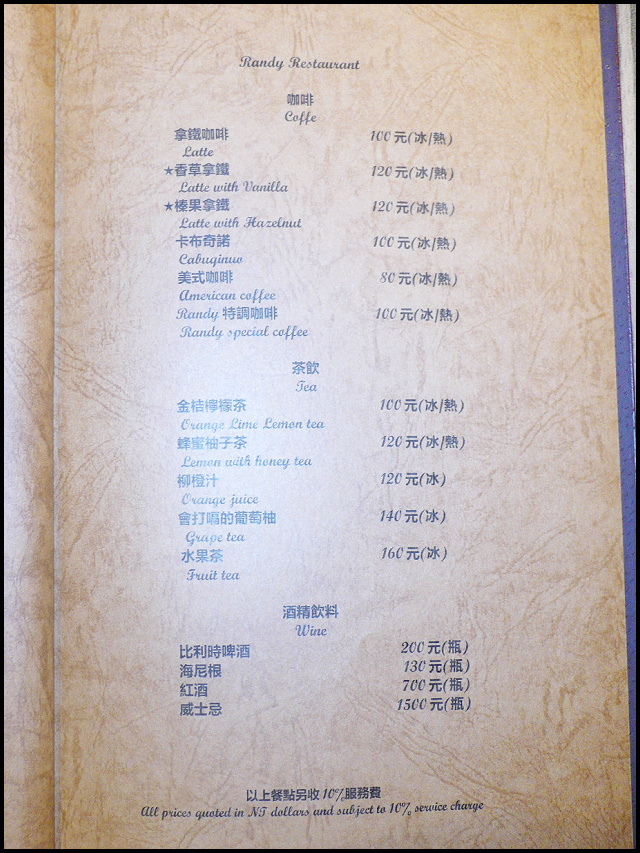 Randy Restaurant
咖啡
Coffe
拿鐵咖啡 100元(冰/熱)
Latte
★香草拿鐵 120元(冰/熱)
Latte with Vanilla
★榛果拿鐵 120元(冰/熱)
Latte with Hazelnut
卡布奇諾 100元(冰/熱)
Cabuginuo
美式咖啡 80元(冰/熱)
American coffee
Randy 特調咖啡 100元(冰/熱)
Randy special coffee
茶飲
Tea
金桔檸檬茶 100元(冰/熱)
Orange Lime Lemon tea
蜂蜜柚子茶 120元(冰/熱)
Lemon with honey tea
柳橙汁 120元(冰)
Orange juice
會打嗝的葡萄柚 140元(冰)
Grape tea
水果茶 160元(冰)
Fruit tea
酒精飲料
Wine
比利時啤酒 200元(瓶)
海尼根 130元(瓶)
紅酒 700元(瓶)
威士忌 1500元(瓶)
以上餐點另收10%服務費
All prices quoted in NT dollars and subject to 10% service charge